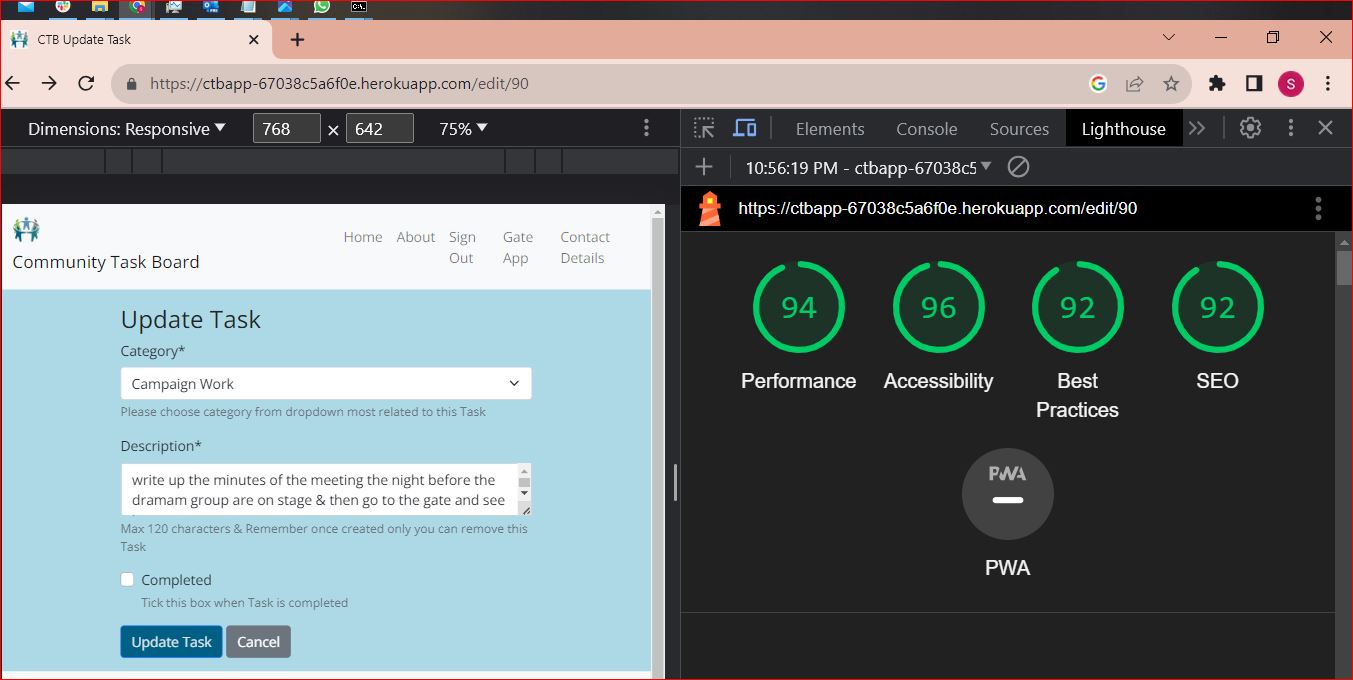 CTB Update Task
https://ctbapp-67038c5a6f0e.herokuapp.com/edit/90
S
Dimensions: Responsive
768 × 642
75%
Elements Console Sources Lighthouse
10:56:19 PM - ctbapp-67038c5
https://ctbapp-67038c5a6f0e.herokuapp.com/edit/90
Community Task Board
Home About Sign Out Gate App Contact Details
Update Task
Category*
Campaign Work
Please choose category from dropdown most related to this Task
Description*
write up the minutes of the meeting the night before the
dramam group are on stage & then go to the gate and see
Max 120 characters & Remember once created only you can remove this
Task
Completed
Tick this box when Task is completed
Update Task Cancel
94 96 92 92
Performance Accessibility Best Practices SEO
PWA
PWA